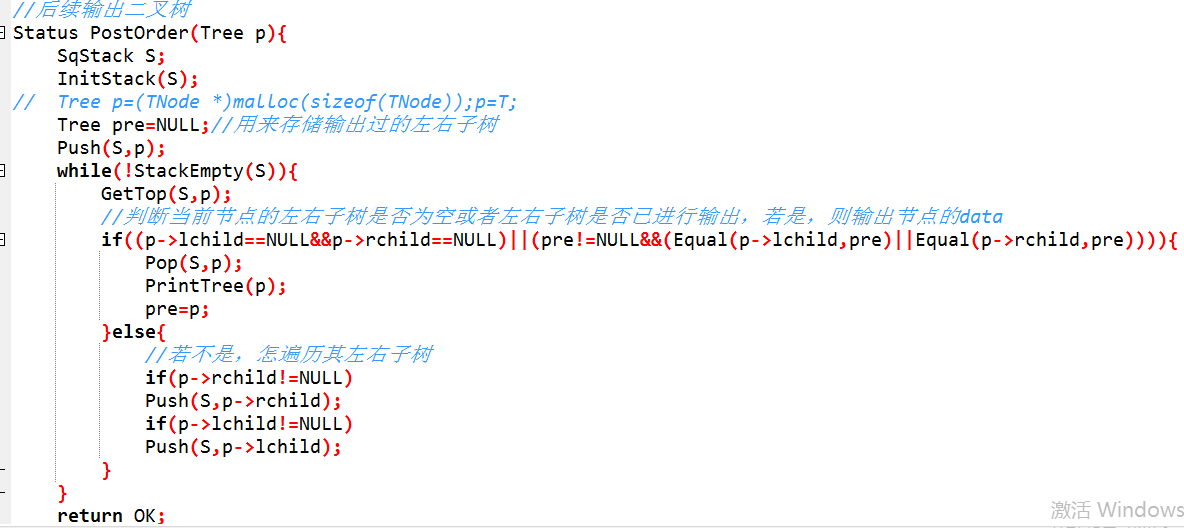 //后续输出二叉树
Status PostOrder(Tree p){
    SqStack S;
    InitStack(S);
//  Tree p=(TNode *)malloc(sizeof(TNode));p=T;
    Tree pre=NULL;//用来存储输出过的左右子树
    Push(S,p);
    while(!StackEmpty(S)){
        GetTop(S,p);
        //判断当前节点的左右子树是否为空或者左右子树是否已进行输出，若是，则输出节点的data
        if((p->lchild==NULL&&p->rchild==NULL)||(pre!=NULL&&(Equal(p->lchild,pre)||Equal(p->rchild,pre)))){
            Pop(S,p);
            PrintTree(p);
            pre=p;
        }else{
            //若不是，怎遍历其左右子树
            if(p->rchild!=NULL)
            Push(S,p->rchild);
            if(p->lchild!=NULL)
            Push(S,p->lchild);
        }
    }
    return OK;
激活 Windows